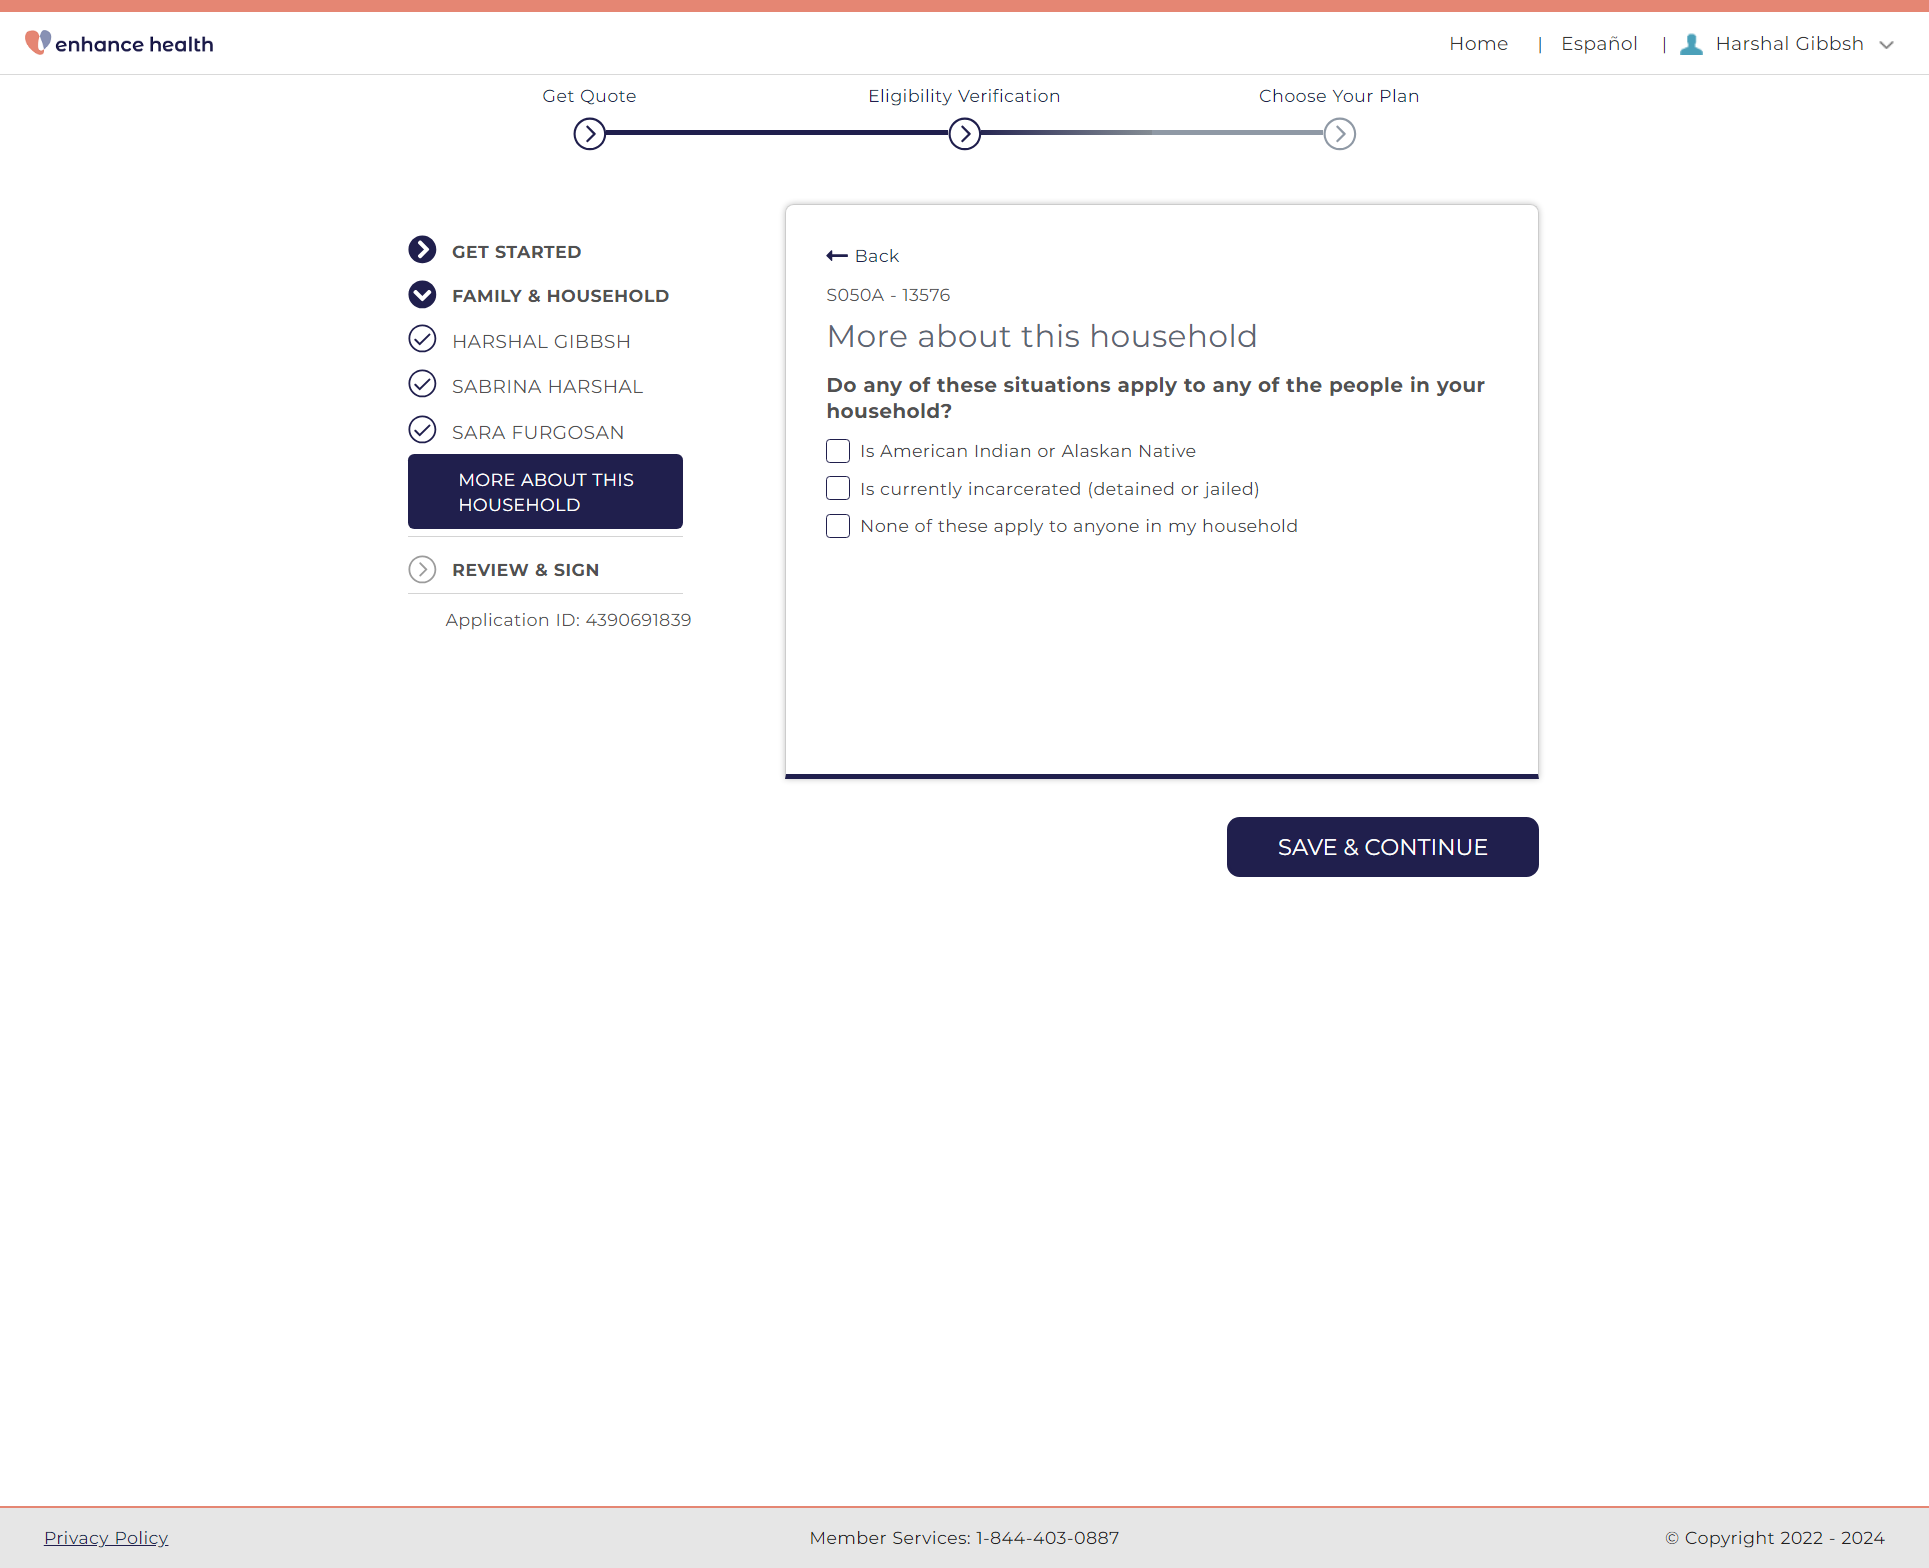 enhance health
Home | Español | Harshal Gibbsh
Get Quote
Eligibility Verification
Choose Your Plan
GET STARTED
FAMILY & HOUSEHOLD
HARSHAL GIBBSH
SABRINA HARSHAL
SARA FURGOSAN
MORE ABOUT THIS
HOUSEHOLD
REVIEW & SIGN
Application ID: 4390691839
Back
S050A - 13576
More about this household
Do any of these situations apply to any of the people in your
household?
Is American Indian or Alaskan Native
Is currently incarcerated (detained or jailed)
None of these apply to anyone in my household
SAVE & CONTINUE
Privacy Policy
Member Services: 1-844-403-0887
© Copyright 2022 - 2024